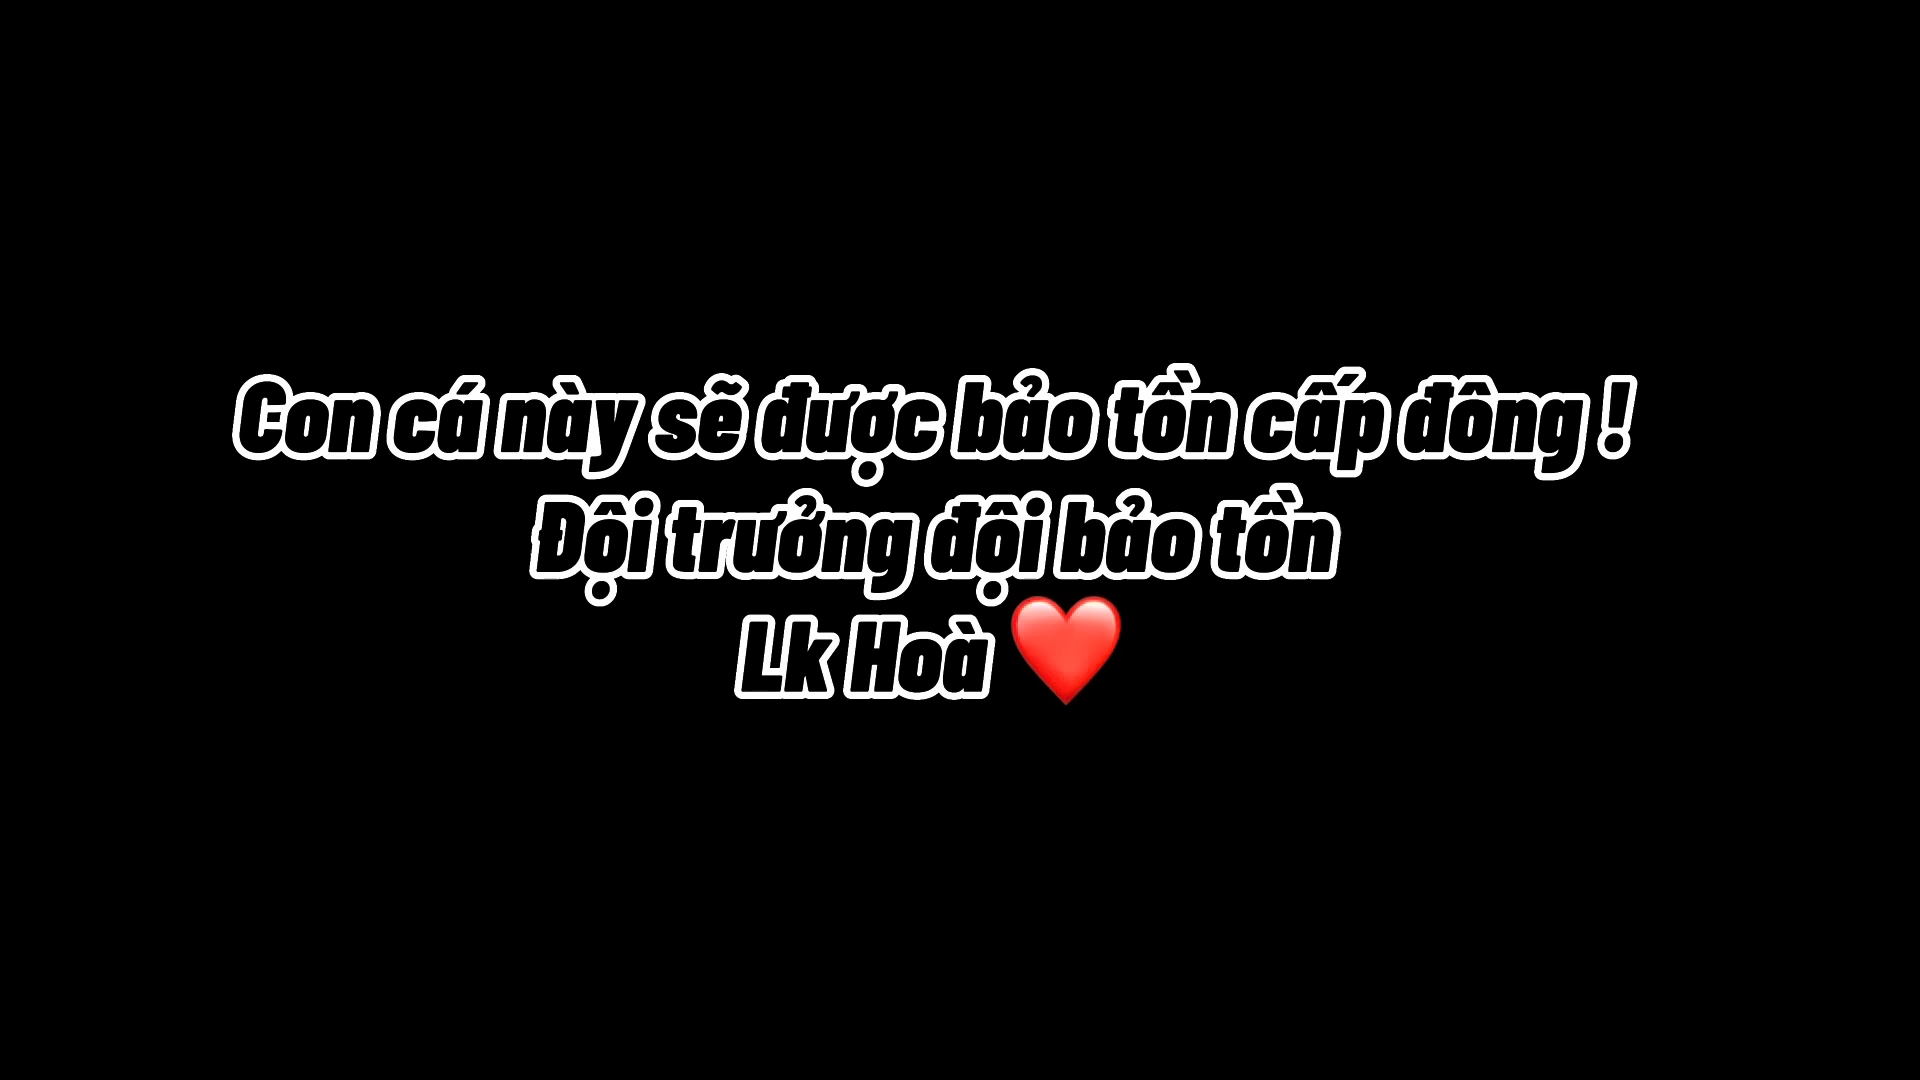 Con cá này sẽ được bảo tồn cấp đông !
Đội trưởng đội bảo tồn
Lk Hoà ❤️